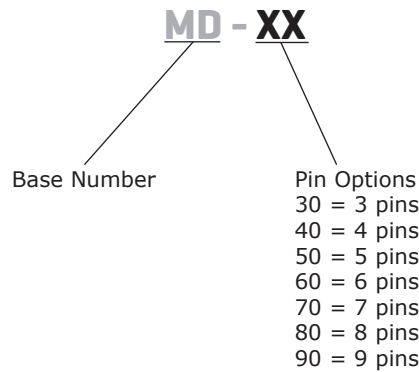 MD - XX
Base Number
Pin Options
30 = 3 pins
40 = 4 pins
50 = 5 pins
60 = 6 pins
70 = 7 pins
80 = 8 pins
90 = 9 pins